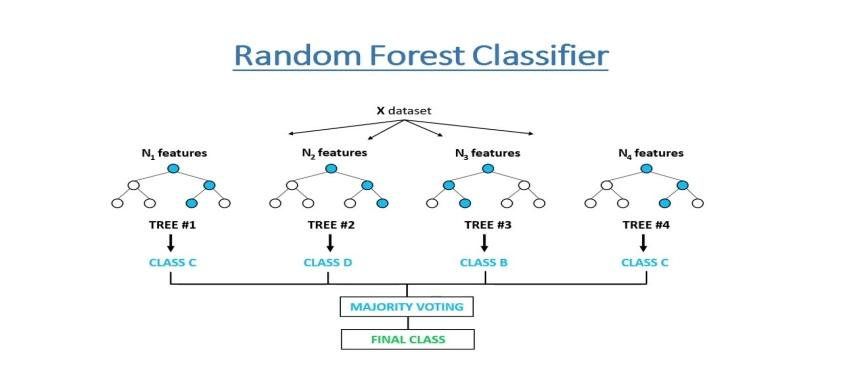 Random Forest Classifier
X dataset
N1 features N2 features N3 features N4 features
TREE #1 TREE #2 TREE #3 TREE #4
CLASS C CLASS D CLASS B CLASS C
MAJORITY VOTING
FINAL CLASS